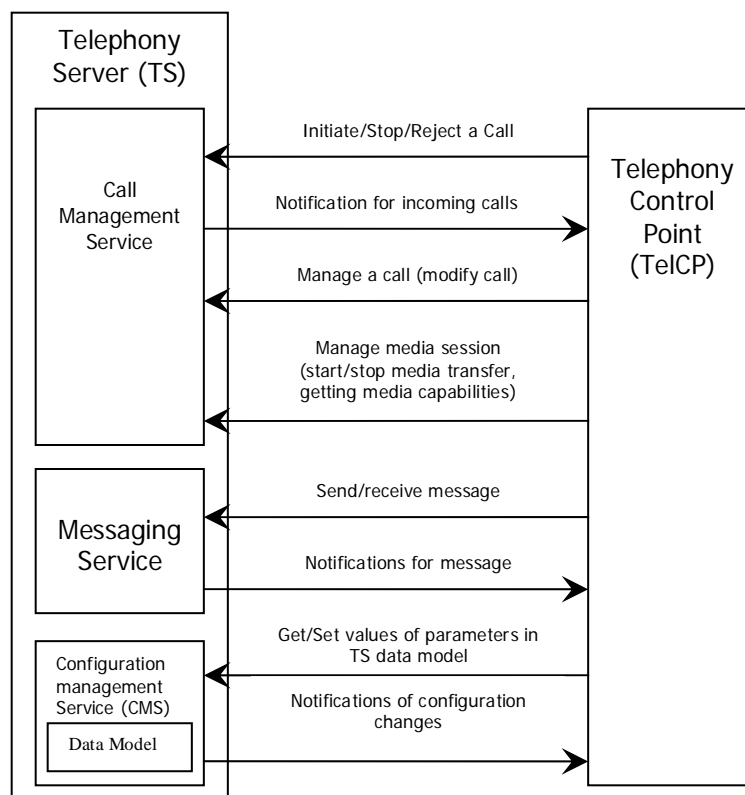 Telephony
Server (TS)
Call
Management
Service
Initiate/Stop/Reject a Call
Notification for incoming calls
Manage a call (modify call)
Manage media session
(start/stop media transfer,
getting media capabilities)
Telephony
Control
Point
(TelCP)
Messaging
Service
Send/receive message
Notifications for message
Configuration
management
Service (CMS)
Data Model
Get/Set values of parameters in
TS data model
Notifications of configuration
changes